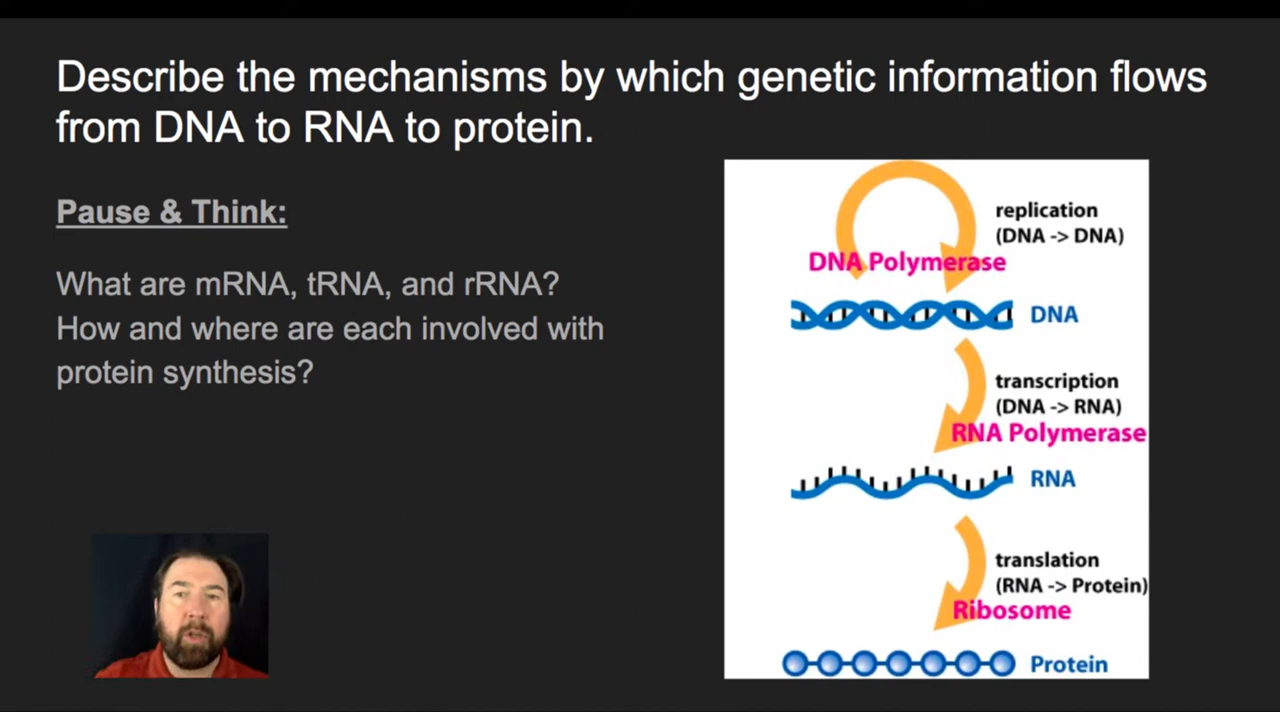 Describe the mechanisms by which genetic information flows
from DNA to RNA to protein.
Pause & Think:
What are mRNA, tRNA, and rRNA?
How and where are each involved with
protein synthesis?
replication
(DNA -> DNA)
DNA Polymerase
DNA
transcription
(DNA -> RNA)
RNA Polymerase
RNA
translation
(RNA -> Protein)
Ribosome
Protein